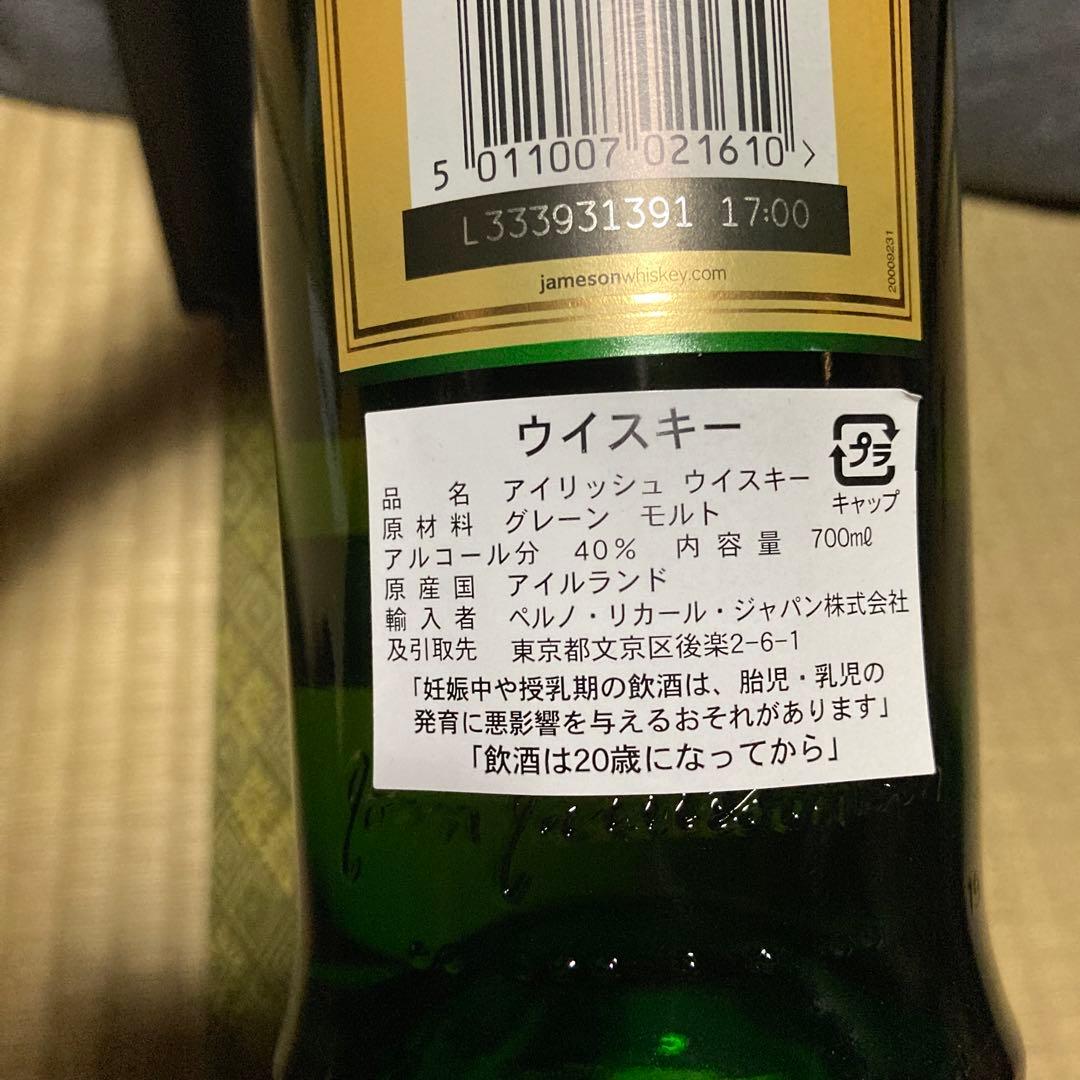 5 011007 021610 >
L333931391 17:00
jamesonwhiskey.com
20009231
ウイスキー
プラ
キャップ
品 名 アイリッシュ ウイスキー
原材料 グレーン モルト
アルコール分 40% 内容量 700mℓ
原産国 アイルランド
輸入者 ペルノ・リカール・ジャパン株式会社
及引取先 東京都文京区後楽2-6-1
「妊娠中や授乳期の飲酒は、胎児・乳児の
発育に悪影響を与えるおそれがあります」
「飲酒は20歳になってから」